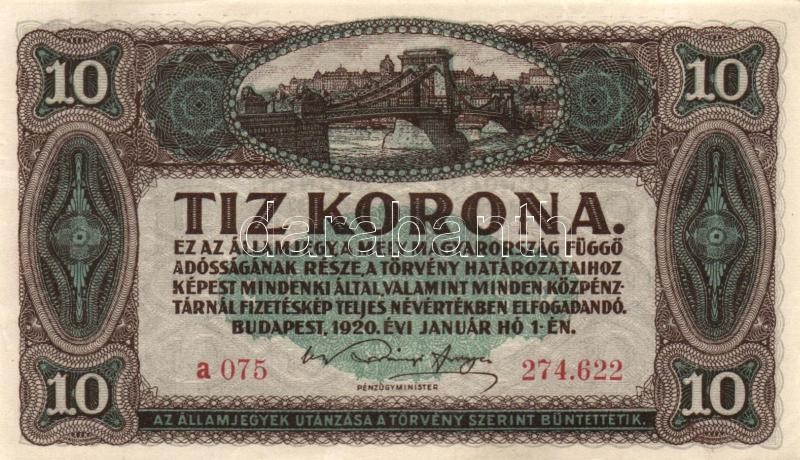 10 10
TIZ KORONA.
darabanth
EZ AZ ÁLLAMJEGY, A MELY MAGYARORSZÁG FÜGGŐ
ADÓSSÁGÁNAK RÉSZE, A TÖRVÉNY HATÁROZATAIHOZ
KÉPEST MINDENKI ÁLTAL, VALAMINT MINDEN KÖZPÉNZ-
TÁRNÁL FIZETÉSKÉP TELJES NÉVÉRTÉKBEN ELFOGADANDÓ.
BUDAPEST, 1920. ÉVI JANUÁR HÓ 1-ÉN.
a 075 274.622
PÉNZÜGYMINISTER
10 10
AZ ÁLLAMJEGYEK UTÁNZÁSA A TÖRVÉNY SZERINT BÜNTETTETIK.